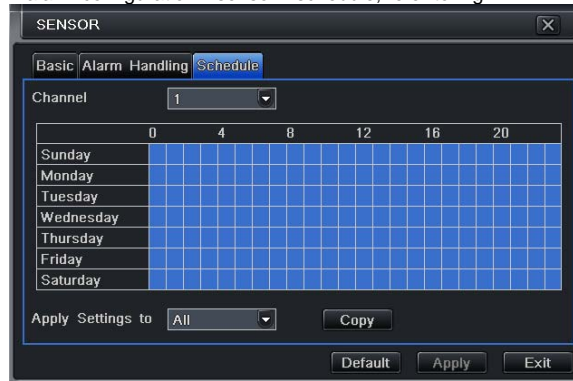 SENSOR
Basic Alarm Handling Schedule
Channel 1
0 4 8 12 16 20
Sunday
Monday
Tuesday
Wednesday
Thursday
Friday
Saturday
Apply Settings to All Copy
Default Apply Exit